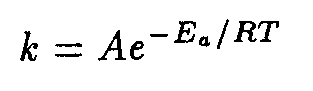 k = Ae^{-E_a/RT}